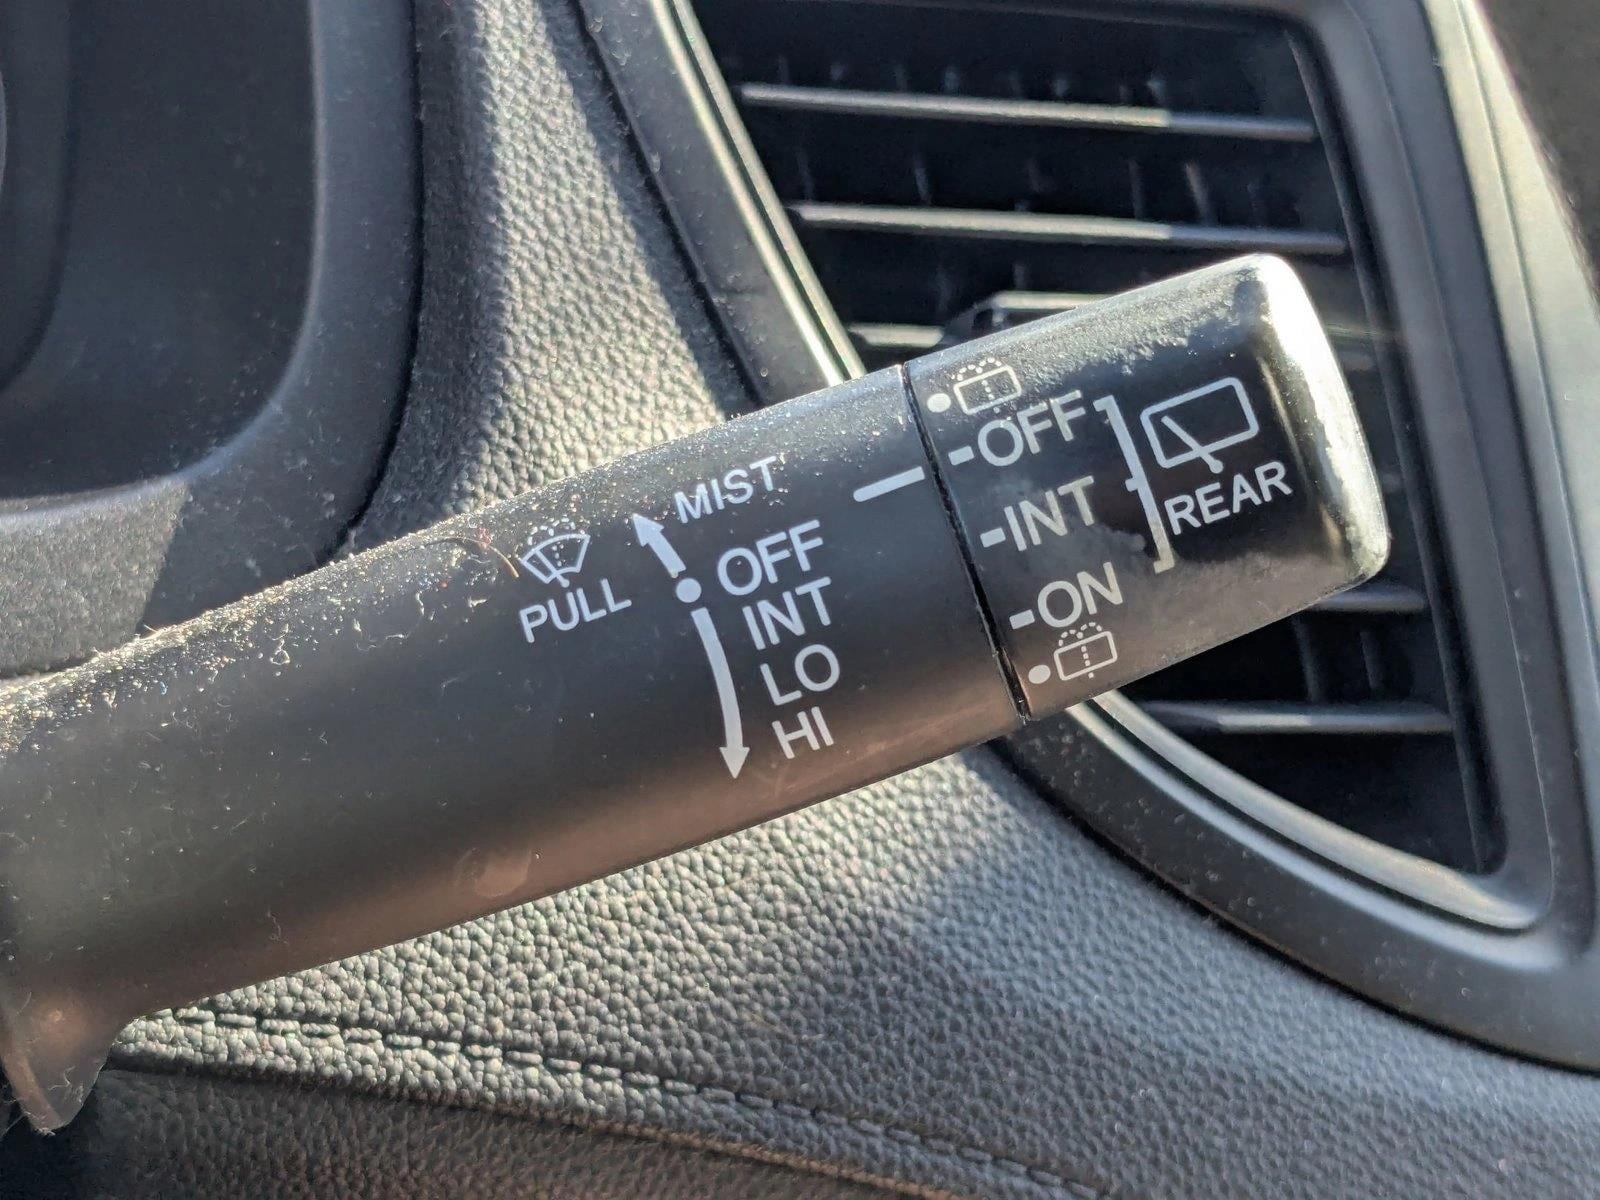 PULL
MIST
OFF
INT
LO
HI
-OFF
-INT
-ON
REAR